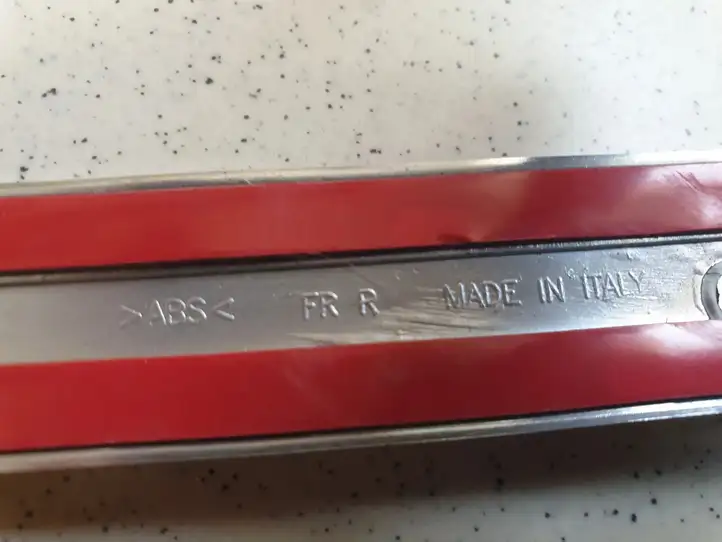 >ABS< FR R MADE IN ITALY